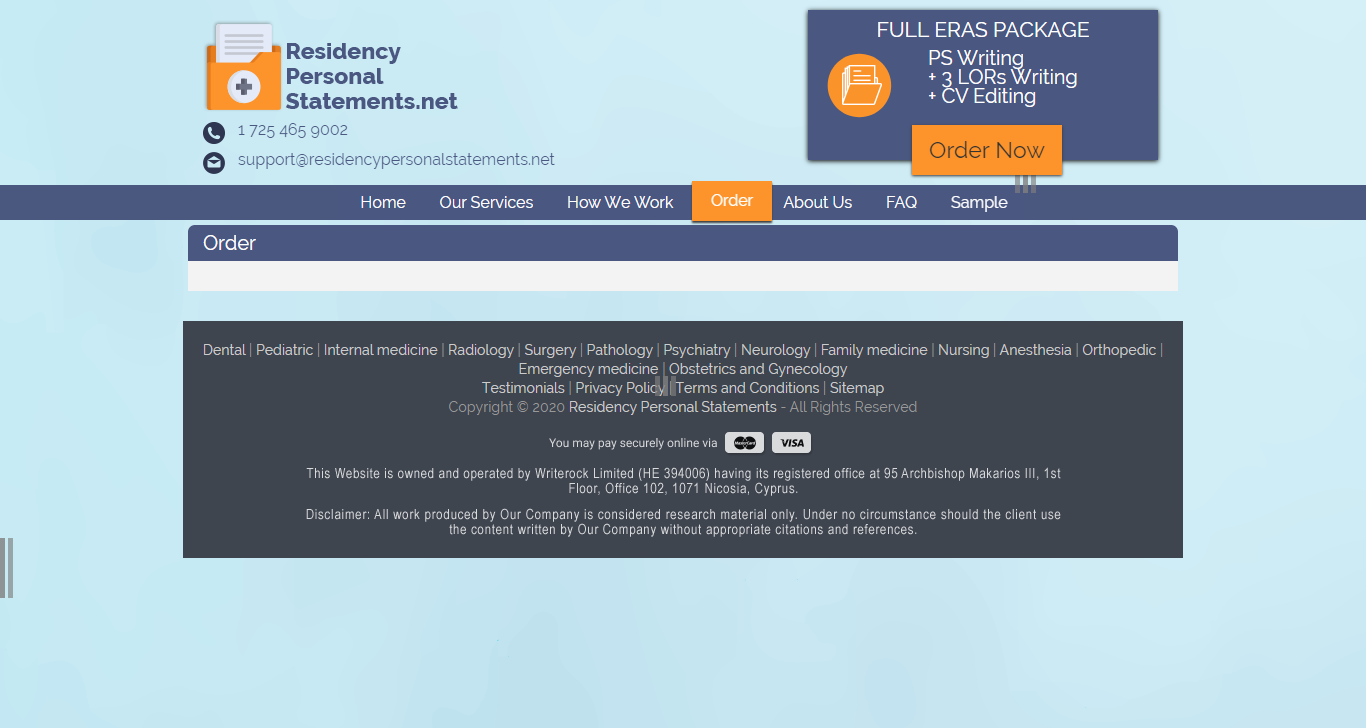 Residency
Personal
Statements.net
1 725 465 9002
support@residencypersonalstatements.net
FULL ERAS PACKAGE
PS Writing
+ 3 LORs Writing
+ CV Editing
Order Now
Home Our Services How We Work Order About Us FAQ Sample
Order
Dental | Pediatric | Internal medicine | Radiology | Surgery | Pathology | Psychiatry | Neurology | Family medicine | Nursing | Anesthesia | Orthopedic |
Emergency medicine | Obstetrics and Gynecology
Testimonials | Privacy Policy | Terms and Conditions | Sitemap
Copyright © 2020 Residency Personal Statements - All Rights Reserved
You may pay securely online via MasterCard VISA
This Website is owned and operated by Writerock Limited (HE 394006) having its registered office at 95 Archbishop Makarios III, 1st
Floor, Office 102, 1071 Nicosia, Cyprus.
Disclaimer: All work produced by Our Company is considered research material only. Under no circumstance should the client use
the content written by Our Company without appropriate citations and references.